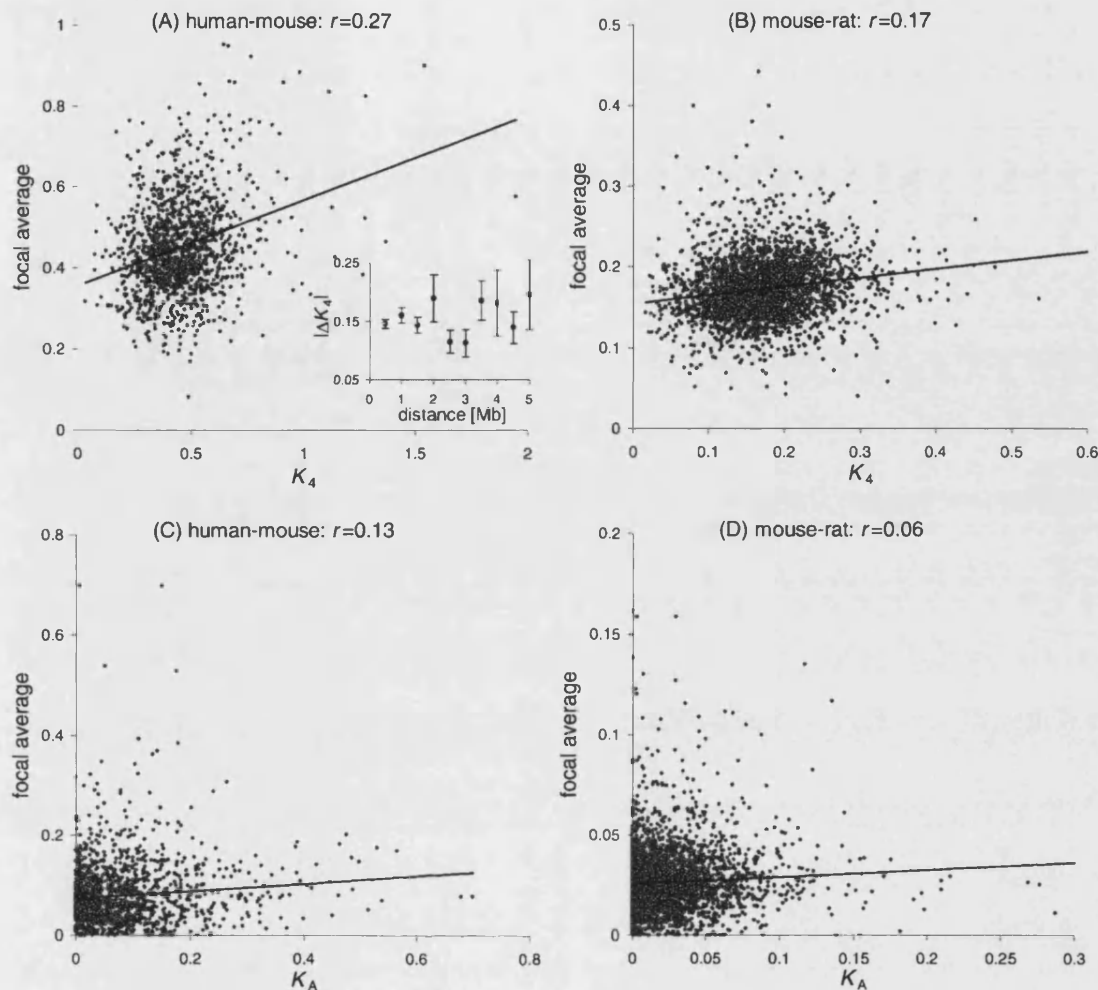 (A) human-mouse: r=0.27
1
0.8
0.6
0.4
0.2
0
focal average
0 0.5 1 1.5 2
K4
0.25
0.15
0.05
|ΔK4|
0 1 2 3 4 5
distance [Mb]
(B) mouse-rat: r=0.17
0.5
0.4
0.3
0.2
0.1
0
focal average
0 0.1 0.2 0.3 0.4 0.5 0.6
K4
(C) human-mouse: r=0.13
0.8
0.6
0.4
0.2
0
focal average
0 0.2 0.4 0.6 0.8
KA
(D) mouse-rat: r=0.06
0.2
0.15
0.1
0.05
0
focal average
0 0.05 0.1 0.15 0.2 0.25 0.3
KA